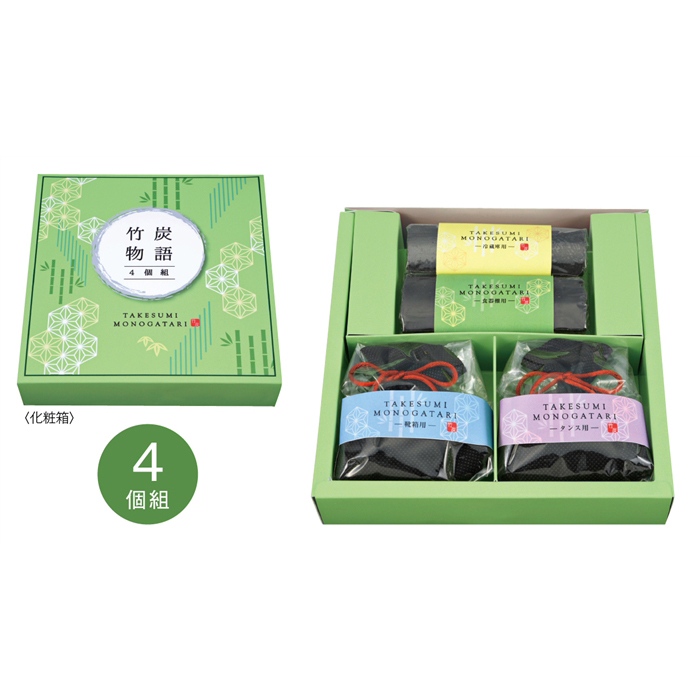 竹炭
物語
4個組
TAKESUMI
MONOGATARI
〈化粧箱〉
4
個組
TAKESUMI
MONOGATARI
―冷蔵庫用―
TAKESUMI
MONOGATARI
―食器棚用―
TAKESUMI
MONOGATARI
―靴箱用―
TAKESUMI
MONOGATARI
―タンス用―